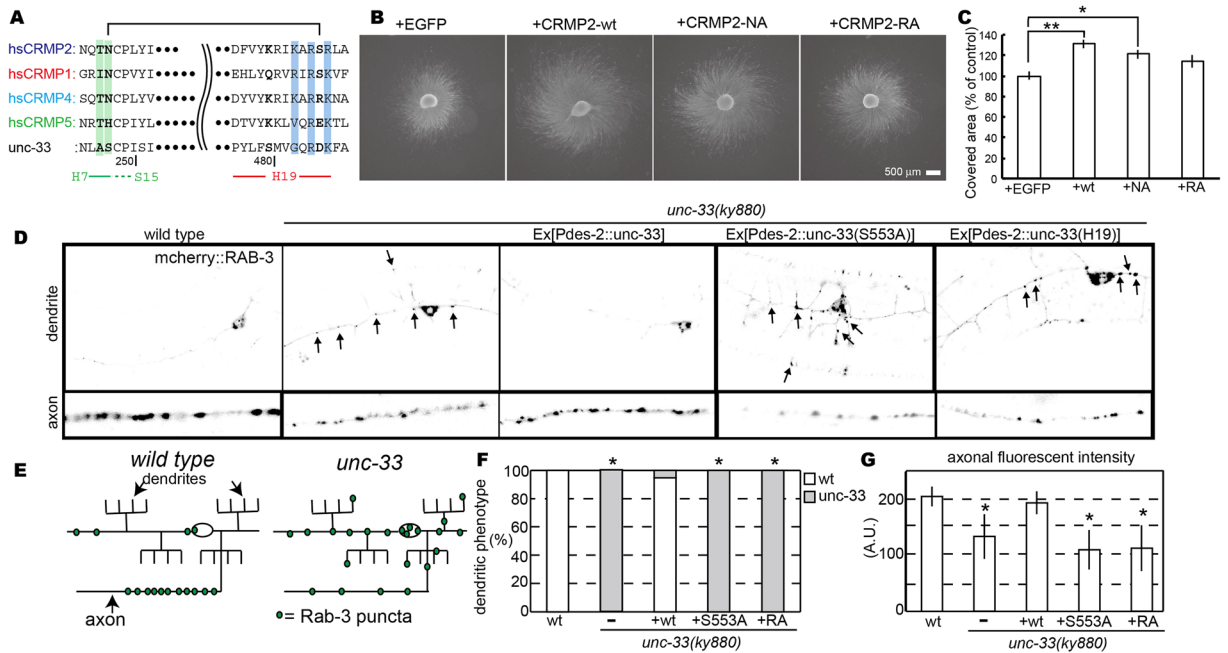 A
hsCRMP2: NQTNCPLYI••• ••DFVYKRIKARSRLA
hsCRMP1: GRINCPVYI••••• ••EHLYQRVRIRSKVF
hsCRMP4: SQTNCPLYV••••• ••DYVYKRIKARRKNA
hsCRMP5: NRTHCPIYL••••• ••DTVYKKLVQREKTL
unc-33 :NLASCPISI••••• ••PYLFSMVGQRDKFA
250 480
H7 S15 H19
B
+EGFP +CRMP2-wt +CRMP2-NA +CRMP2-RA
500 µm
C
**
*
Covered area (% of control)
140
120
100
80
60
40
20
0
+EGFP +wt +NA +RA
D
unc-33(ky880)
wild type Ex[Pdes-2::unc-33] Ex[Pdes-2::unc-33(S553A)] Ex[Pdes-2::unc-33(H19)]
mcherry::RAB-3
dendrite
axon
E
wild type unc-33
dendrites
axon
= Rab-3 puncta
F
* * *
wt
unc-33
dendritic phenotype
(%)
100
80
60
40
20
0
wt – +wt +S553A +RA
unc-33(ky880)
G
axonal fluorescent intensity
* * *
(A.U.)
200
100
0
wt – +wt +S553A +RA
unc-33(ky880)